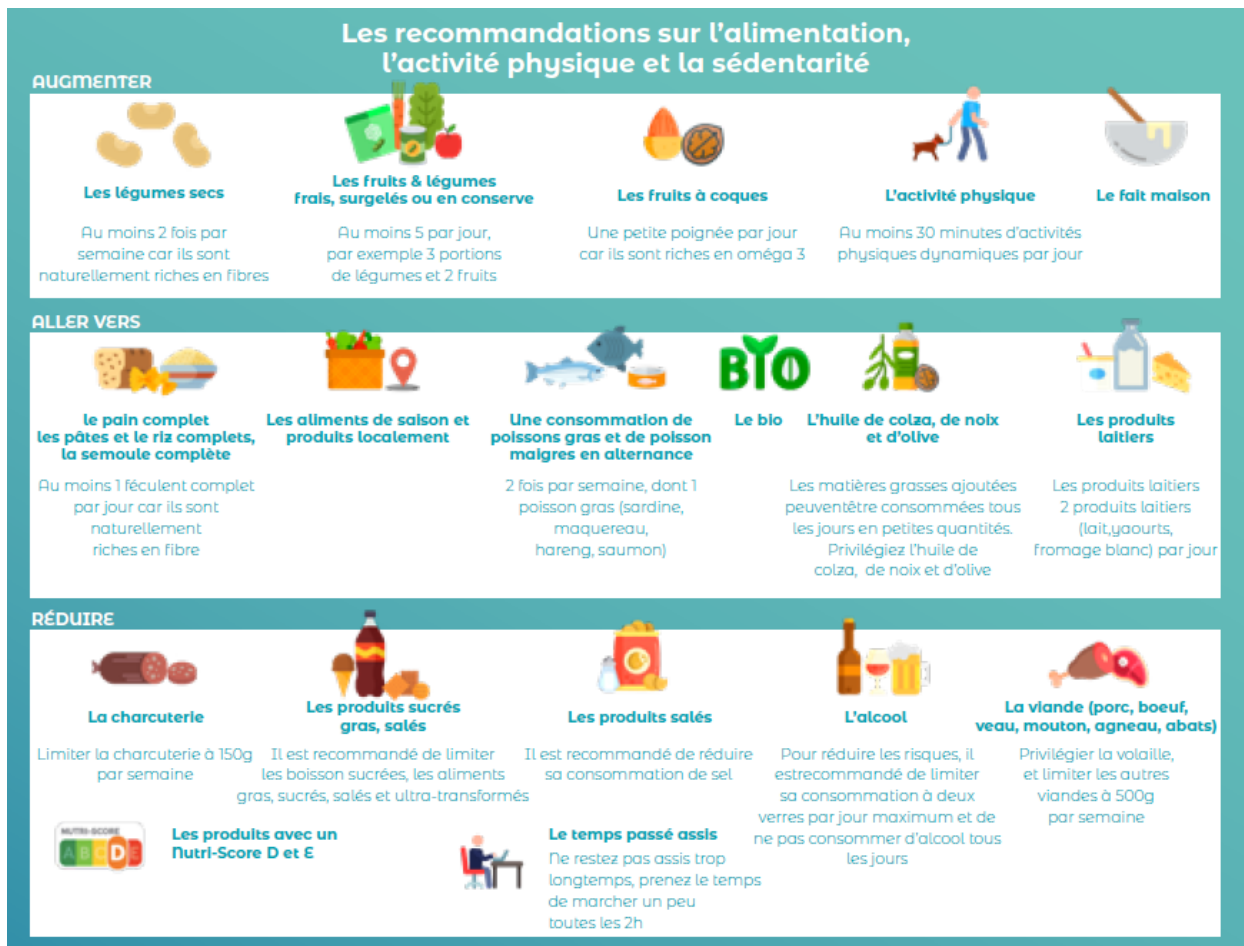 Les recommandations sur l'alimentation,
l'activité physique et la sédentarité
AUGMENTER
Les légumes secs
Au moins 2 fois par
semaine car ils sont
naturellement riches en fibres
Les fruits & légumes
frais, surgelés ou en conserve
Au moins 5 par jour,
par exemple 3 portions
de légumes et 2 fruits
Les fruits à coques
Une petite poignée par jour
car ils sont riches en oméga 3
L'activité physique
Au moins 30 minutes d'activités
physiques dynamiques par jour
Le fait maison
ALLER VERS
le pain complet
les pâtes et le riz complets,
la semoule complète
Au moins 1 féculent complet
par jour car ils sont
naturellement
riches en fibre
Les aliments de saison et
produits localement
Une consommation de
poissons gras et de poisson
maigres en alternance
2 fois par semaine, dont 1
poisson gras (sardine,
maquereau,
hareng, saumon)
BIO
Le bio
L'huile de colza, de noix
et d'olive
Les matières grasses ajoutées
peuventêtre consommées tous
les jours en petites quantités.
Privilégiez l'huile de
colza, de noix et d'olive
Les produits
laitiers
Les produits laitiers
2 produits laitiers
(lait,yaourts,
fromage blanc) par jour
RÉDUIRE
La charcuterie
Limiter la charcuterie à 150g
par semaine
Les produits sucrés
gras, salés
Il est recommandé de limiter
les boisson sucrées, les aliments
gras, sucrés, salés et ultra-transformés
Les produits salés
Il est recommandé de réduire
sa consommation de sel
L'alcool
Pour réduire les risques, il
estrecommandé de limiter
sa consommation à deux
verres par jour maximum et de
ne pas consommer d'alcool tous
les jours
La viande (porc, boeuf,
veau, mouton, agneau, abats)
Privilégier la volaille,
et limiter les autres
viandes à 500g
par semaine
NUTRI-SCORE
A B C D E
Les produits avec un
Nutri-Score D et E
Le temps passé assis
Ne restez pas assis trop
longtemps, prenez le temps
de marcher un peu
toutes les 2h